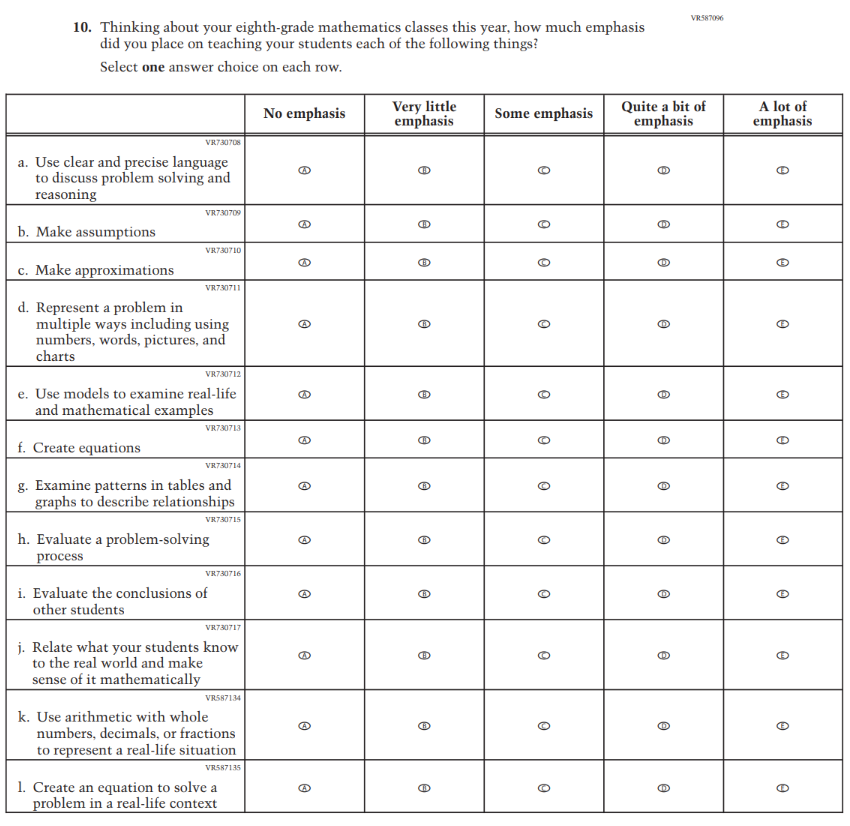 VR587096
10. Thinking about your eighth-grade mathematics classes this year, how much emphasis
did you place on teaching your students each of the following things?
Select one answer choice on each row.
No emphasis
Very little
emphasis
Some emphasis
Quite a bit of
emphasis
A lot of
emphasis
VR730708
a. Use clear and precise language
to discuss problem solving and
reasoning
A B C D E
VR730709
b. Make assumptions
A B C D E
VR730710
c. Make approximations
A B C D E
VR730711
d. Represent a problem in
multiple ways including using
numbers, words, pictures, and
charts
A B C D E
VR730712
e. Use models to examine real-life
and mathematical examples
A B C D E
VR730713
f. Create equations
A B C D E
VR730714
g. Examine patterns in tables and
graphs to describe relationships
A B C D E
VR730715
h. Evaluate a problem-solving
process
A B C D E
VR730716
i. Evaluate the conclusions of
other students
A B C D E
VR730717
j. Relate what your students know
to the real world and make
sense of it mathematically
A B C D E
VR587134
k. Use arithmetic with whole
numbers, decimals, or fractions
to represent a real-life situation
A B C D E
VR587135
l. Create an equation to solve a
problem in a real-life context
A B C D E